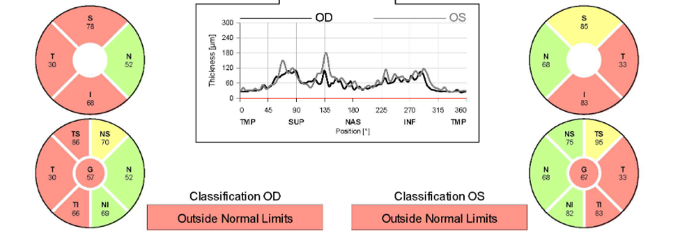 S
78
T
30
N
52
I
68
OD
OS
Thickness [µm]
300
240
180
120
60
0
0 45 90 135 180 225 270 315 360
TMP SUP NAS INF TMP
Position [°]
S
85
N
68
T
33
I
83
TS
86
NS
70
T
30
G
57
N
52
TI
66
NI
69
Classification OD
Outside Normal Limits
Classification OS
Outside Normal Limits
NS
75
TS
95
N
68
G
67
T
33
NI
82
TI
83